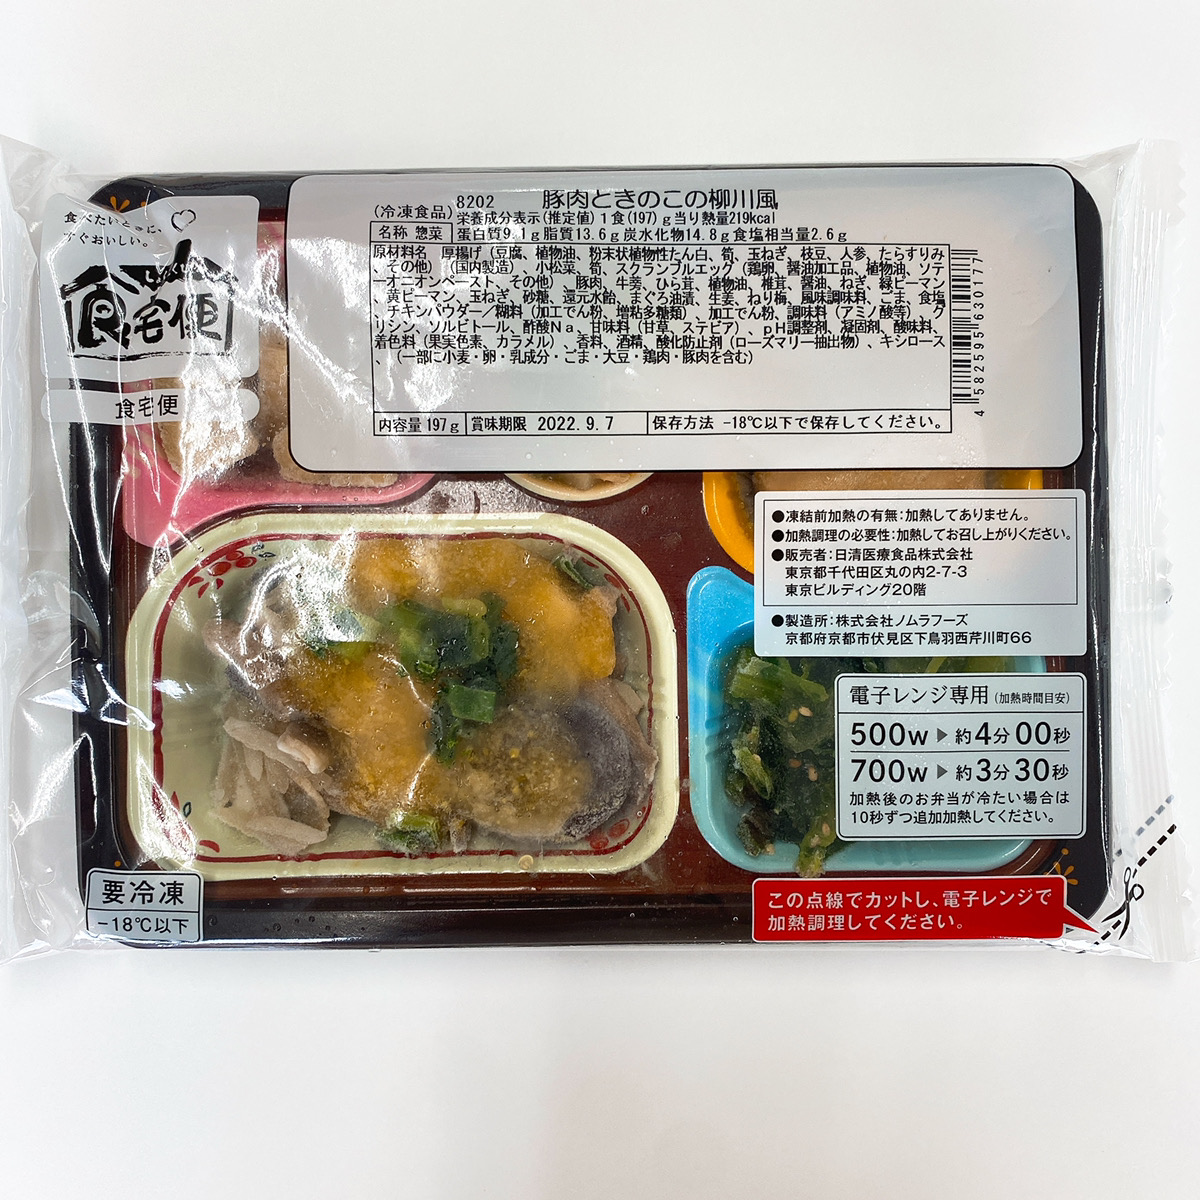 食べたいときに、
すぐおいしい。
食宅便
食宅便
8202 豚肉ときのこの柳川風
(冷凍食品) 栄養成分表示(推定値)1食(197)g当り熱量219kcal
名称 惣菜 蛋白質9.1g脂質13.6g炭水化物14.8g食塩相当量2.6g
原材料名 厚揚げ(豆腐、植物油、粉末状植物性たん白、筍、玉ねぎ、枝豆、人参、たらすりみ
、その他)(国内製造)、小松菜、筍、スクランブルエッグ(鶏卵、醤油加工品、植物油、ソテ
ーオニオンペースト、その他)、豚肉、牛蒡、ひら茸、植物油、椎茸、醤油、ねぎ、緑ピーマン
、黄ピーマン、玉ねぎ、砂糖、還元水飴、まぐろ油漬、生姜、ねり梅、風味調味料、ごま、食塩
、チキンパウダー/糊料(加工でん粉、増粘多糖類)、加工でん粉、調味料(アミノ酸等)、グ
リシン、ソルビトール、酢酸Na、甘味料(甘草、ステビア)、pH調整剤、凝固剤、酸味料、
着色料(果実色素、カラメル)、香料、酒精、酸化防止剤(ローズマリー抽出物)、キシロース
、(一部に小麦・卵・乳成分・ごま・大豆・鶏肉・豚肉を含む)
内容量 197g 賞味期限 2022.9.7 保存方法 -18℃以下で保存してください。
4582595630177
●凍結前加熱の有無:加熱してありません。
●加熱調理の必要性:加熱してお召し上がりください。
●販売者:日清医療食品株式会社
東京都千代田区丸の内2-7-3
東京ビルディング20階
●製造所:株式会社ノムラフーズ
京都府京都市伏見区下鳥羽西芹川町66
電子レンジ専用(加熱時間目安)
500w▶約4分00秒
700w▶約3分30秒
加熱後のお弁当が冷たい場合は
10秒ずつ追加加熱してください。
要冷凍
-18℃以下
この点線でカットし、電子レンジで
加熱調理してください。